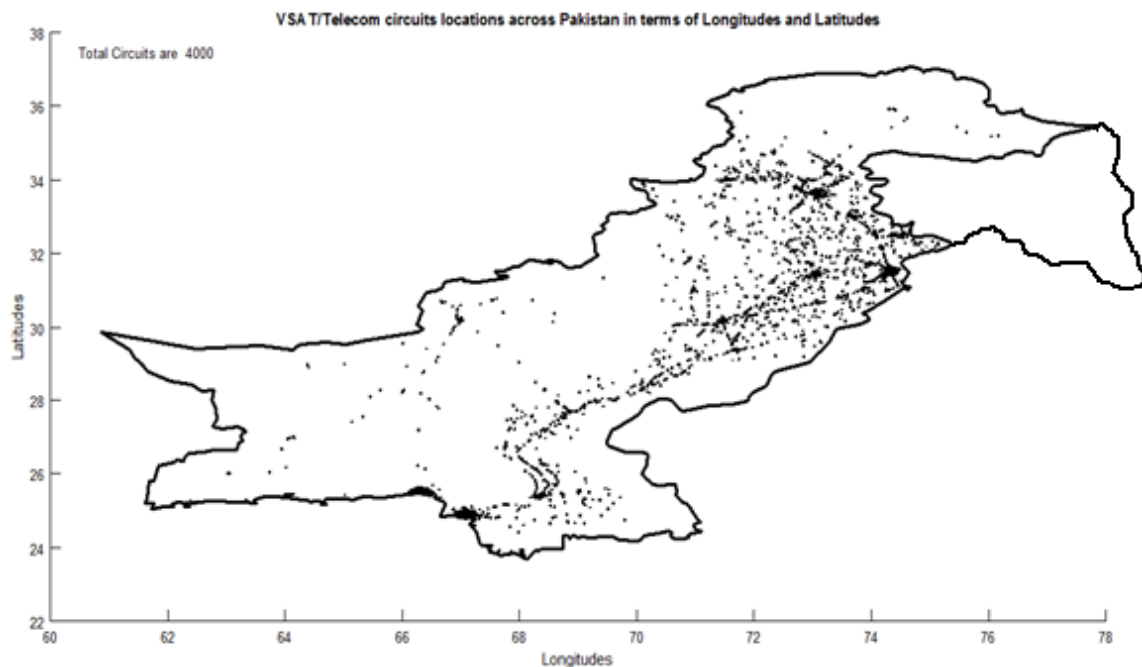 VSAT/Telecom circuits locations across Pakistan in terms of Longitudes and Latitudes
Total Circuits are 4000
38
36
34
32
30
28
26
24
22
Latitudes
60 62 64 66 68 70 72 74 76 78
Longitudes